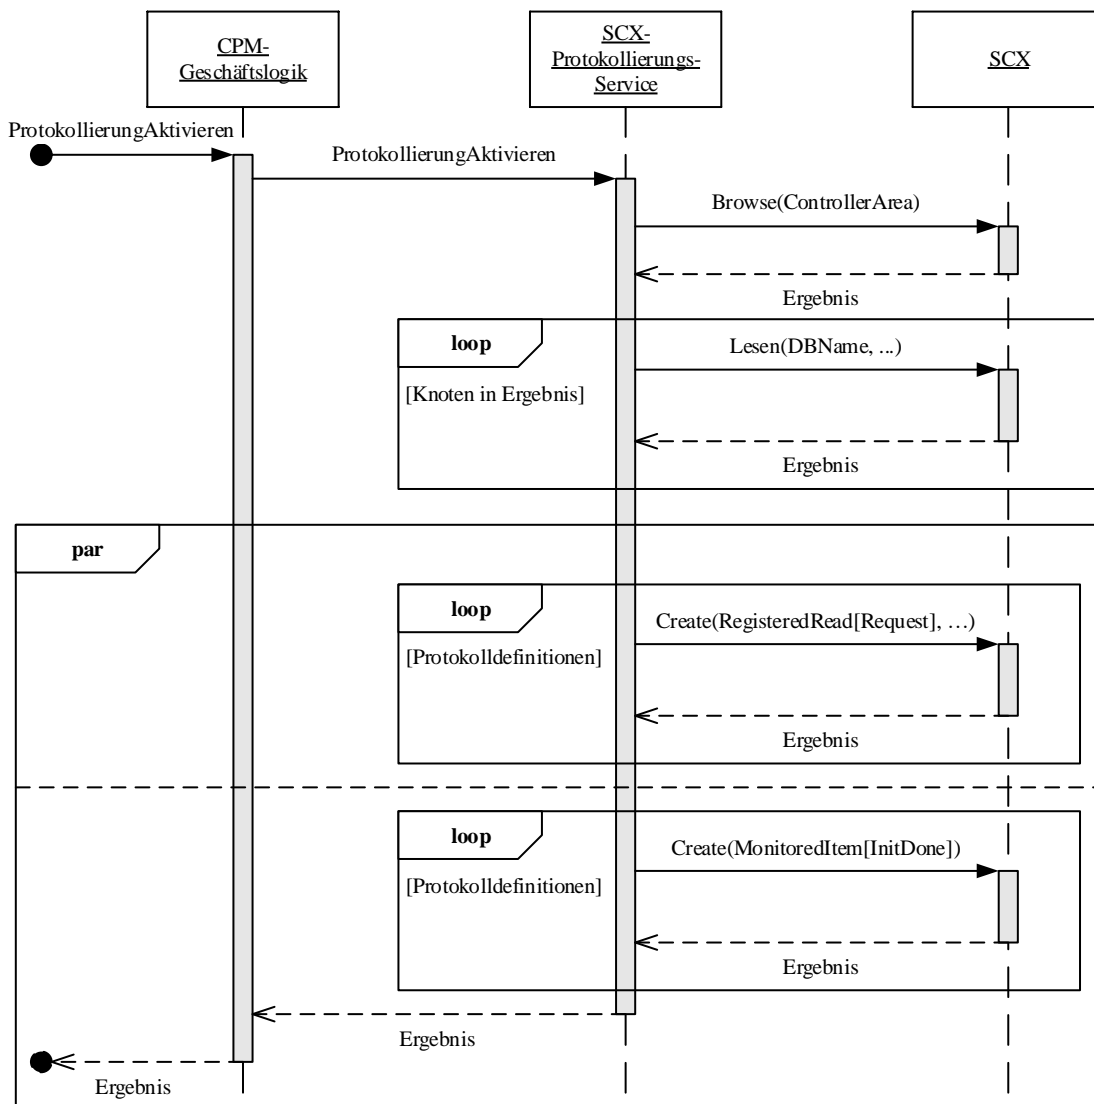 CPM-
Geschäftslogik
SCX-
Protokollierungs-
Service
SCX
ProtokollierungAktivieren
ProtokollierungAktivieren
Browse(ControllerArea)
Ergebnis
loop
Lesen(DBName, ...)
[Knoten in Ergebnis]
Ergebnis
par
loop
Create(RegisteredRead[Request], …)
[Protokolldefinitionen]
Ergebnis
loop
Create(MonitoredItem[InitDone])
[Protokolldefinitionen]
Ergebnis
Ergebnis
Ergebnis